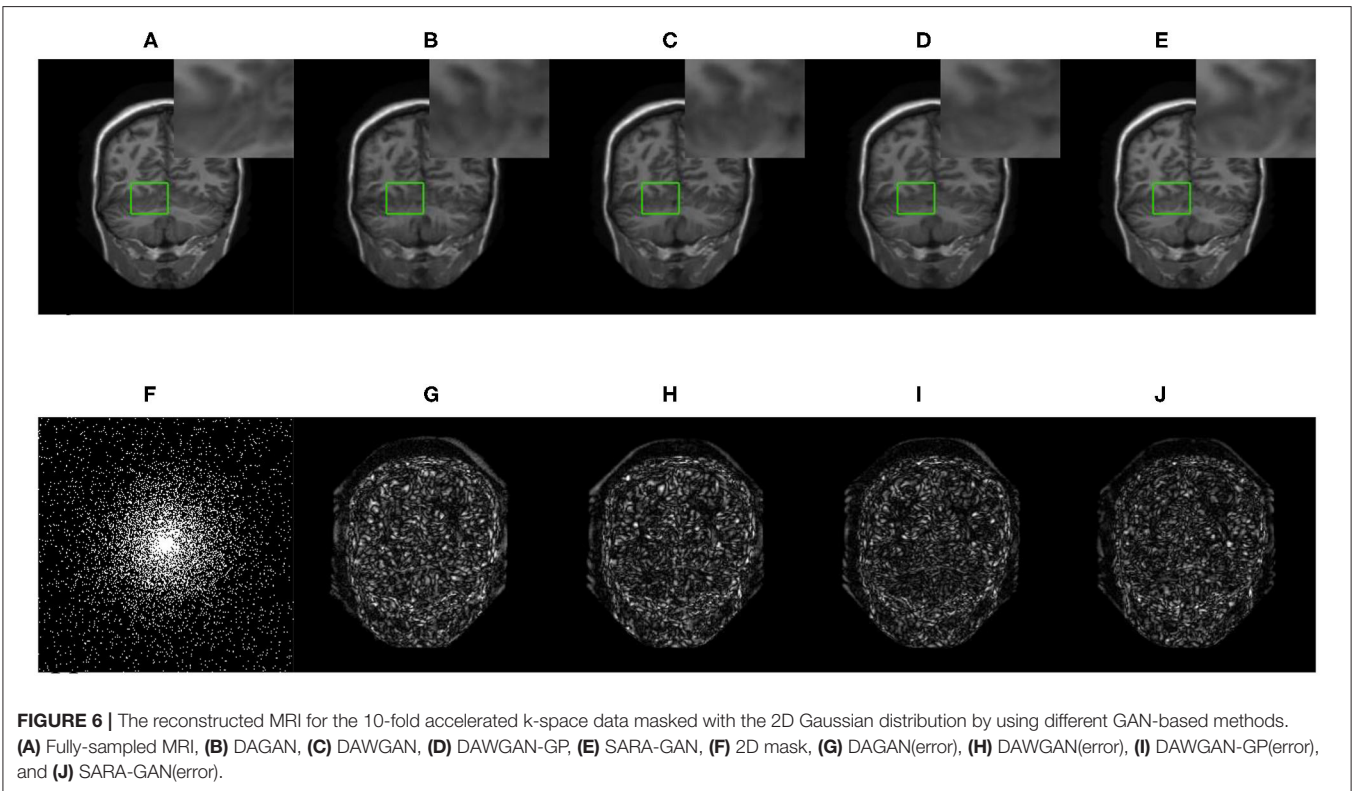 A B C D E
F G H I J
FIGURE 6 | The reconstructed MRI for the 10-fold accelerated k-space data masked with the 2D Gaussian distribution by using different GAN-based methods.
(A) Fully-sampled MRI, (B) DAGAN, (C) DAWGAN, (D) DAWGAN-GP, (E) SARA-GAN, (F) 2D mask, (G) DAGAN(error), (H) DAWGAN(error), (I) DAWGAN-GP(error),
and (J) SARA-GAN(error).